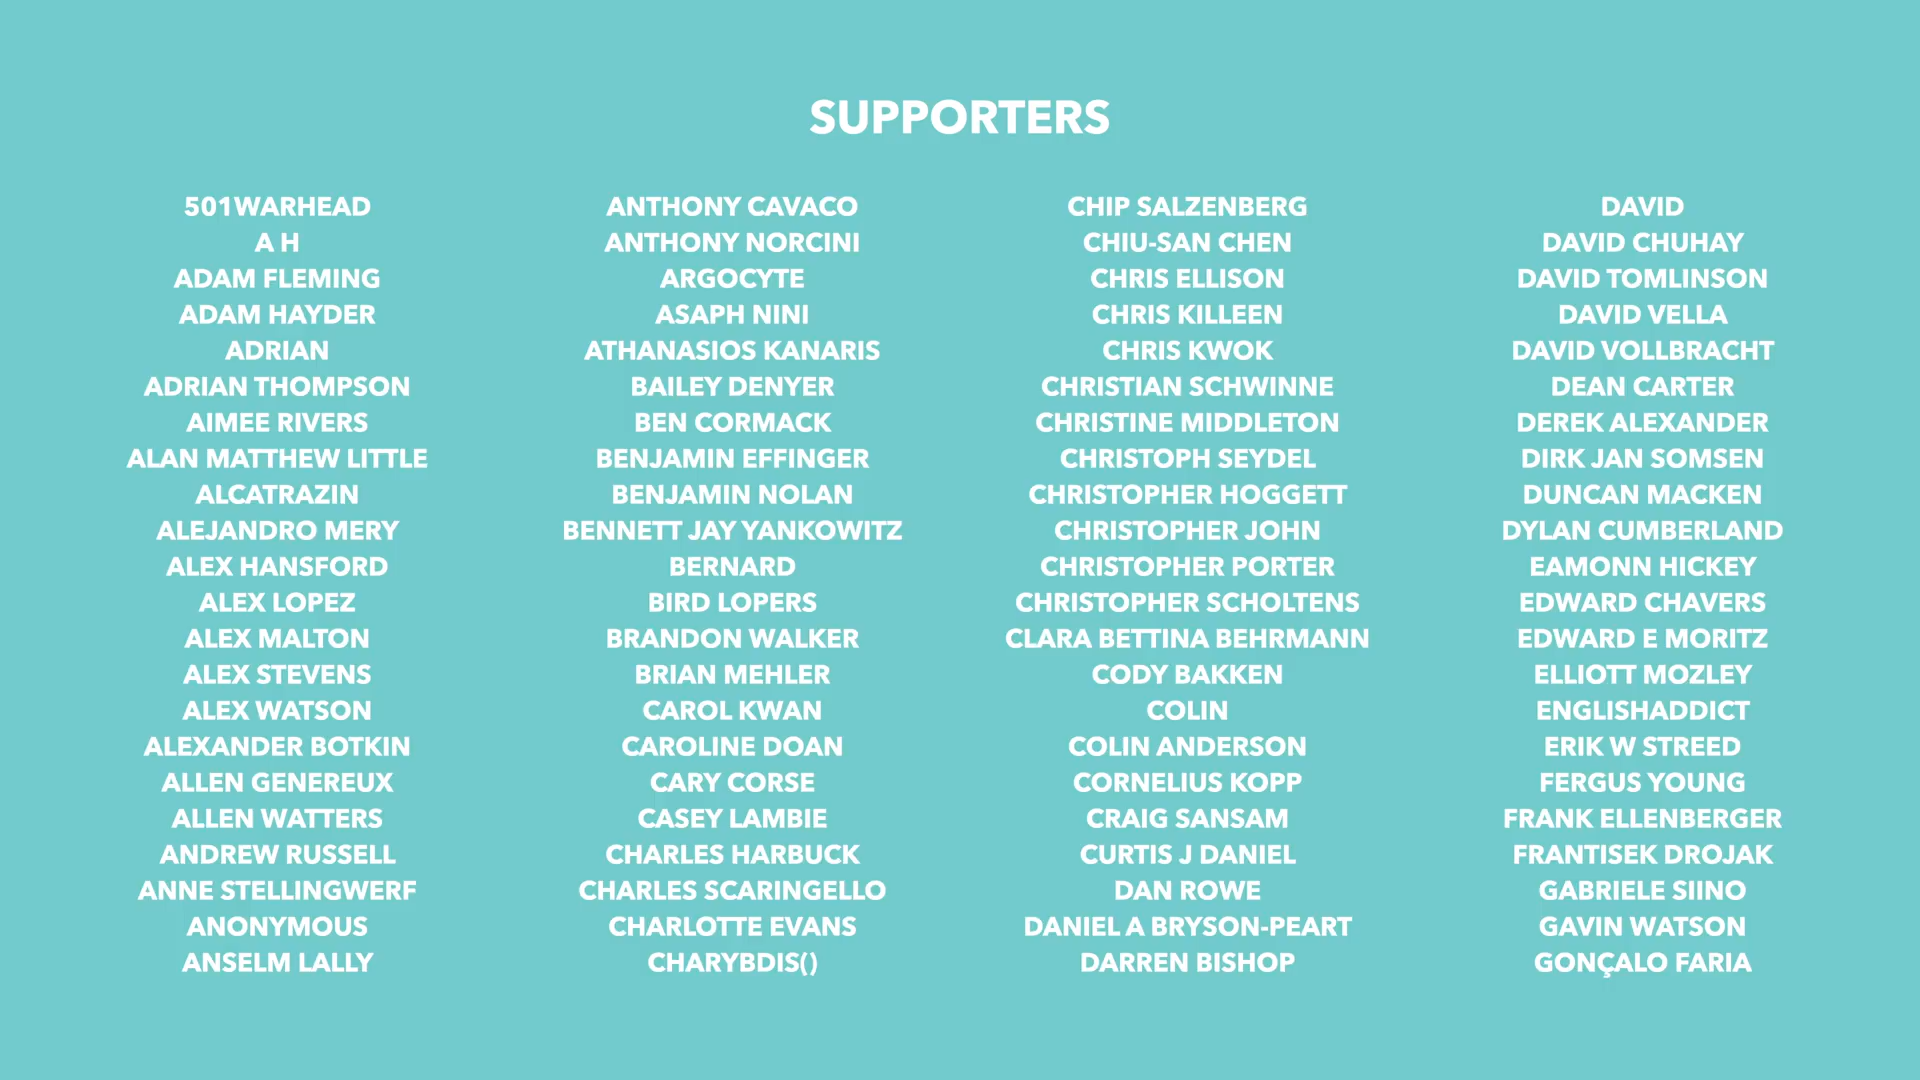 SUPPORTERS
501WARHEAD
A H
ADAM FLEMING
ADAM HAYDER
ADRIAN
ADRIAN THOMPSON
AIMEE RIVERS
ALAN MATTHEW LITTLE
ALCATRAZIN
ALEJANDRO MERY
ALEX HANSFORD
ALEX LOPEZ
ALEX MALTON
ALEX STEVENS
ALEX WATSON
ALEXANDER BOTKIN
ALLEN GENEREUX
ALLEN WATTERS
ANDREW RUSSELL
ANNE STELLINGWERF
ANONYMOUS
ANSELM LALLY
ANTHONY CAVACO
ANTHONY NORCINI
ARGOCYTE
ASAPH NINI
ATHANASIOS KANARIS
BAILEY DENYER
BEN CORMACK
BENJAMIN EFFINGER
BENJAMIN NOLAN
BENNETT JAY YANKOWITZ
BERNARD
BIRD LOPERS
BRANDON WALKER
BRIAN MEHLER
CAROL KWAN
CAROLINE DOAN
CARY CORSE
CASEY LAMBIE
CHARLES HARBUCK
CHARLES SCARINGELLO
CHARLOTTE EVANS
CHARYBDIS()
CHIP SALZENBERG
CHIU-SAN CHEN
CHRIS ELLISON
CHRIS KILLEEN
CHRIS KWOK
CHRISTIAN SCHWINNE
CHRISTINE MIDDLETON
CHRISTOPH SEYDEL
CHRISTOPHER HOGGETT
CHRISTOPHER JOHN
CHRISTOPHER PORTER
CHRISTOPHER SCHOLTENS
CLARA BETTINA BEHRMANN
CODY BAKKEN
COLIN
COLIN ANDERSON
CORNELIUS KOPP
CRAIG SANSAM
CURTIS J DANIEL
DAN ROWE
DANIEL A BRYSON-PEART
DARREN BISHOP
DAVID
DAVID CHUHAY
DAVID TOMLINSON
DAVID VELLA
DAVID VOLLBRACHT
DEAN CARTER
DEREK ALEXANDER
DIRK JAN SOMSEN
DUNCAN MACKEN
DYLAN CUMBERLAND
EAMONN HICKEY
EDWARD CHAVERS
EDWARD E MORITZ
ELLIOTT MOZLEY
ENGLISHADDICT
ERIK W STREED
FERGUS YOUNG
FRANK ELLENBERGER
FRANTISEK DROJAK
GABRIELE SIINO
GAVIN WATSON
GONÇALO FARIA